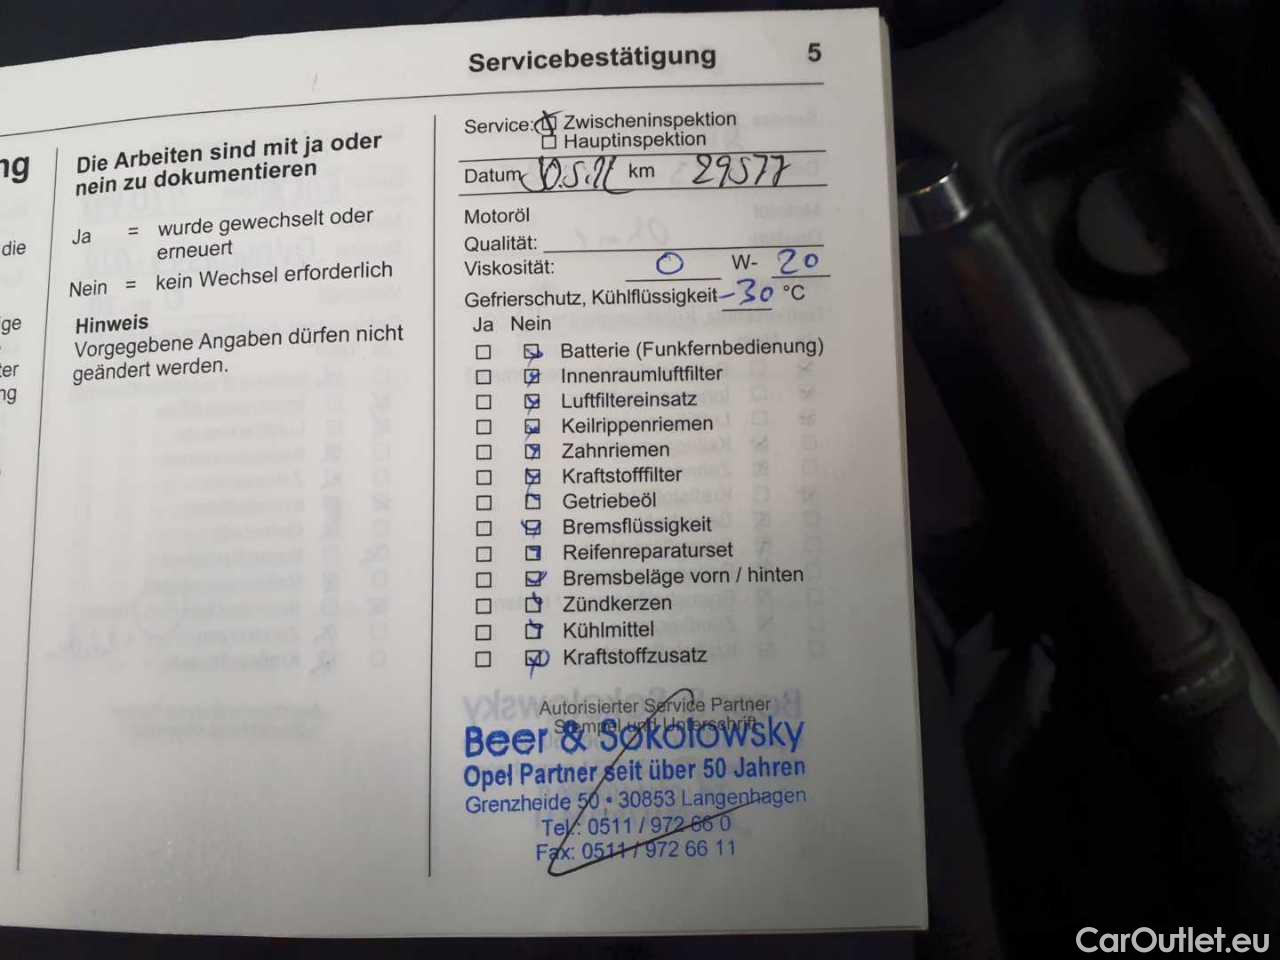 Servicebestätigung 5
ng
die
ige
ter
ng
Die Arbeiten sind mit ja oder
nein zu dokumentieren
Ja = wurde gewechselt oder
erneuert
Nein = kein Wechsel erforderlich
Hinweis
Vorgegebene Angaben dürfen nicht
geändert werden.
Service: Zwischeninspektion
Hauptinspektion
Datum km 29577
Motoröl
Qualität:
Viskosität: 0 W- 20
Gefrierschutz, Kühlflüssigkeit -30 °C
Ja Nein
Batterie (Funkfernbedienung)
Innenraumluftfilter
Luftfiltereinsatz
Keilrippenriemen
Zahnriemen
Kraftstofffilter
Getriebeöl
Bremsflüssigkeit
Reifenreparaturset
Bremsbeläge vorn / hinten
Zündkerzen
Kühlmittel
Kraftstoffzusatz
Autorisierter Service Partner
Stempel und Unterschrift
Beer & Sokolowsky
Opel Partner seit über 50 Jahren
Grenzheide 50 • 30853 Langenhagen
Tel.: 0511 / 972 66 0
Fax: 0511 / 972 66 11
CarOutlet.eu